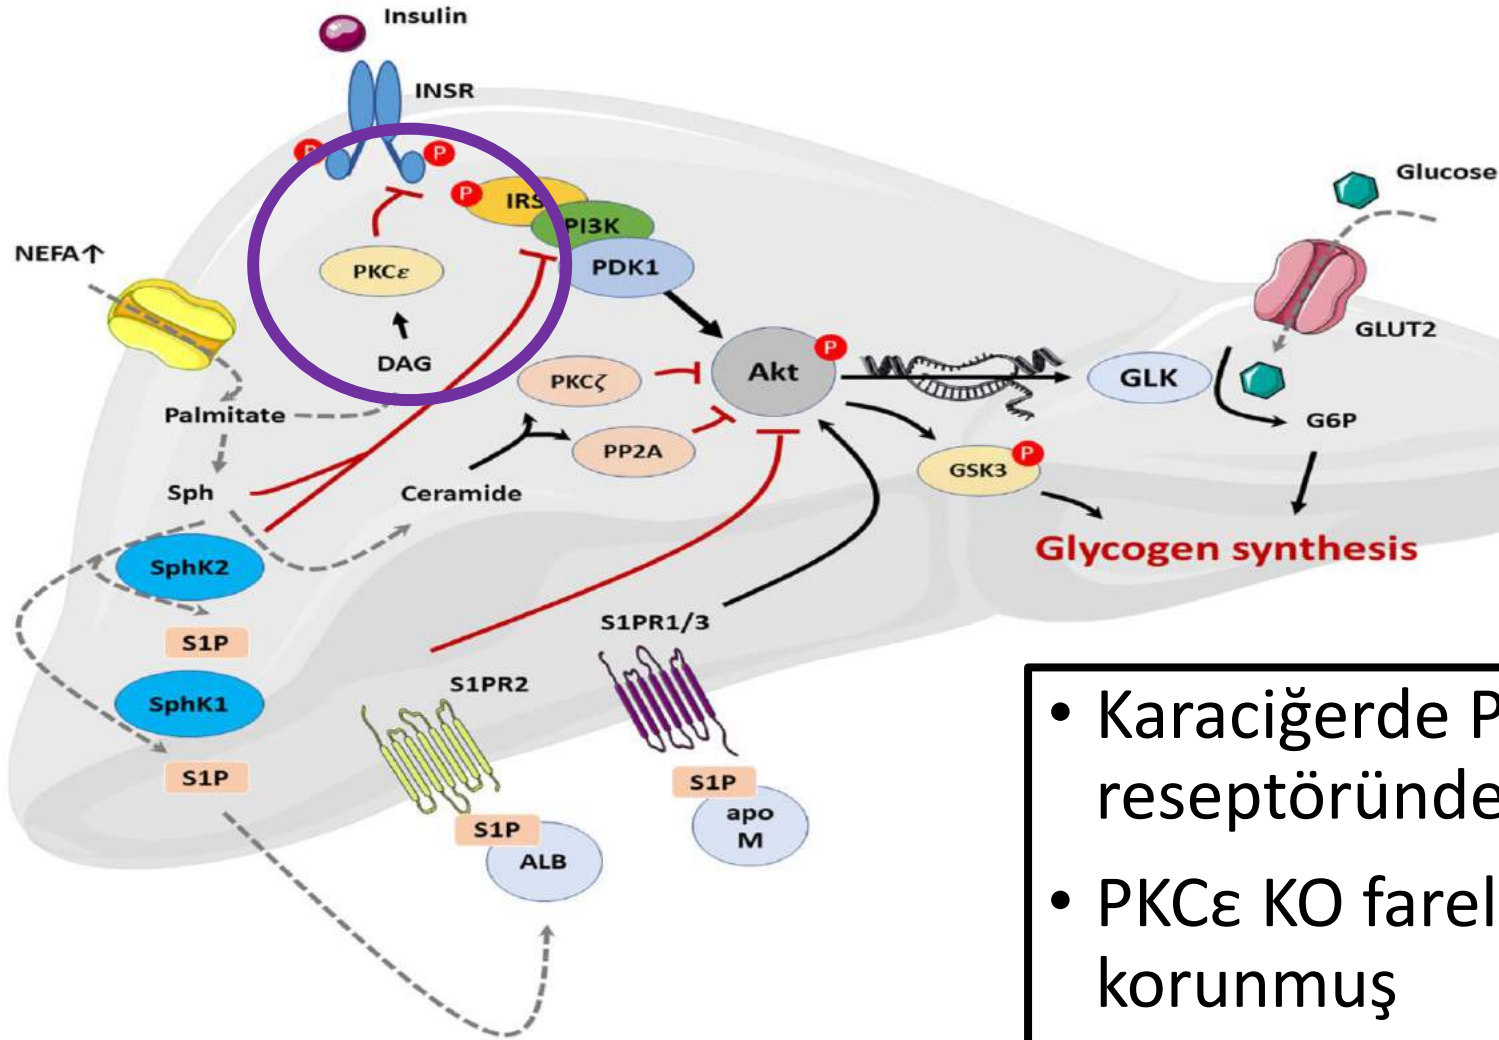 Insulin
INSR
P
P
P
IRS
PI3K
PDK1
PKCε
DAG
NEFA↑
Palmitate
Sph
SphK2
S1P
SphK1
S1P
Ceramide
PKCζ
PP2A
Akt
P
GLK
Glucose
GLUT2
G6P
GSK3
P
Glycogen synthesis
S1PR1/3
S1PR2
S1P
ALB
S1P
apo
M
• Karaciğerde P
reseptöründe
• PKCε KO farel
korunmuş